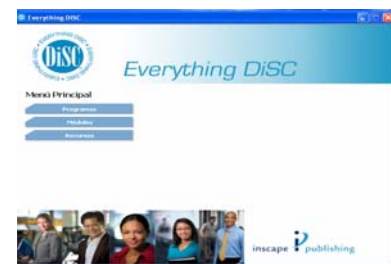 Everything DiSC
DiSC
Everything DiSC
Menú Principal
Programas
Módulos
Recursos
inscape publishing